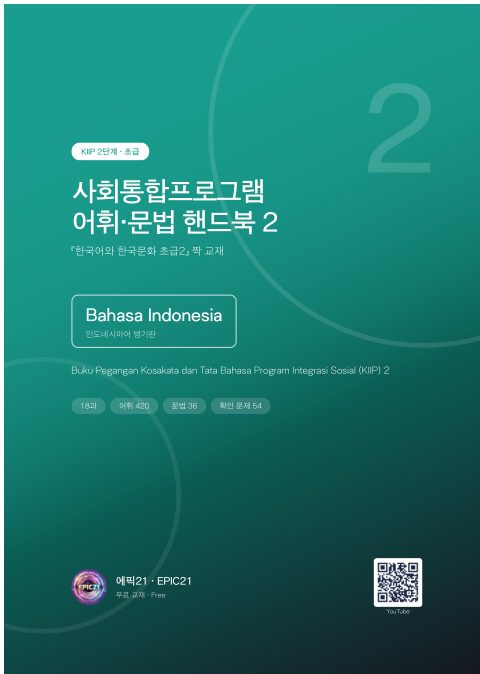 2
KIIP 2단계 · 초급
사회통합프로그램
어휘·문법 핸드북 2
『한국어와 한국문화 초급2』 짝 교재
Bahasa Indonesia
인도네시아어 병기판
Buku Pegangan Kosakata dan Tata Bahasa Program Integrasi Sosial (KIIP) 2
18과 어휘 420 문법 36 확인 문제 54
EPIC21
에픽21 · EPIC21
무료 교재 · Free
YouTube